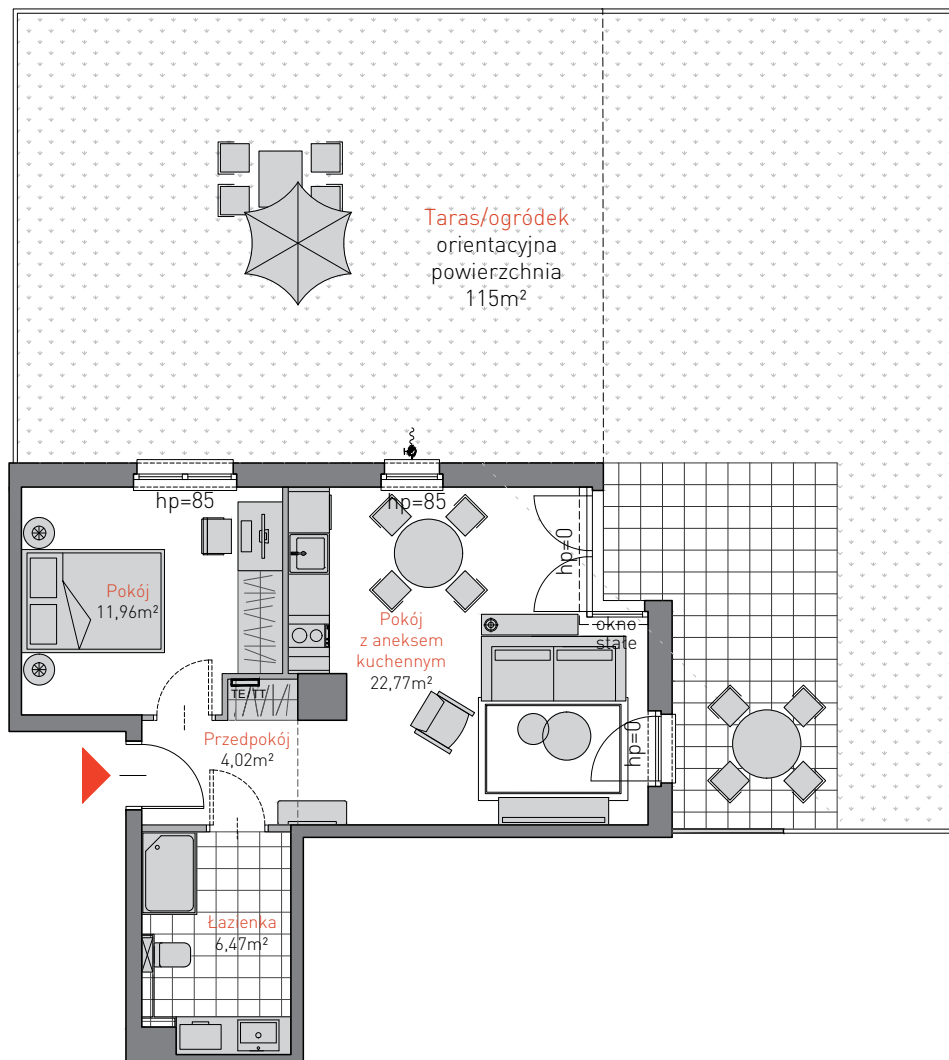 Taras/ogródek
orientacyjna
powierzchnia
115m²
hp=85
hp=85
hp=0
Pokój
11,96m²
Pokój
z aneksem
kuchennym
22,77m²
okno
stałe
TE/TT
Przedpokój
4,02m²
hp=0
Łazienka
6,47m²